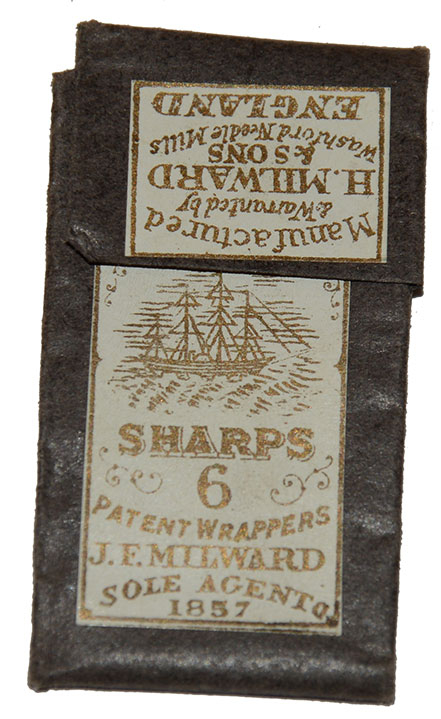 Manufactured
& Warranted by
H. MILWARD
& SONS
Washford Needle Mills
ENGLAND
SHARPS
6
PATENT WRAPPERS
J.F. MILWARD
SOLE AGENT
1857